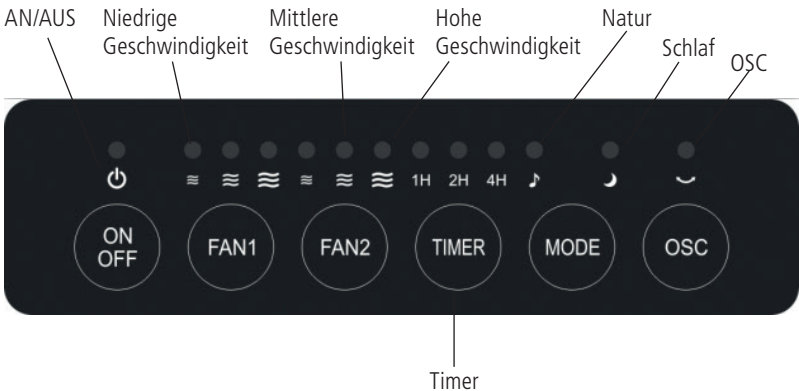 AN/AUS
Niedrige
Geschwindigkeit
Mittlere
Geschwindigkeit
Hohe
Geschwindigkeit
Natur
Schlaf
OSC
1H 2H 4H
ON
OFF
FAN1
FAN2
TIMER
MODE
OSC
Timer